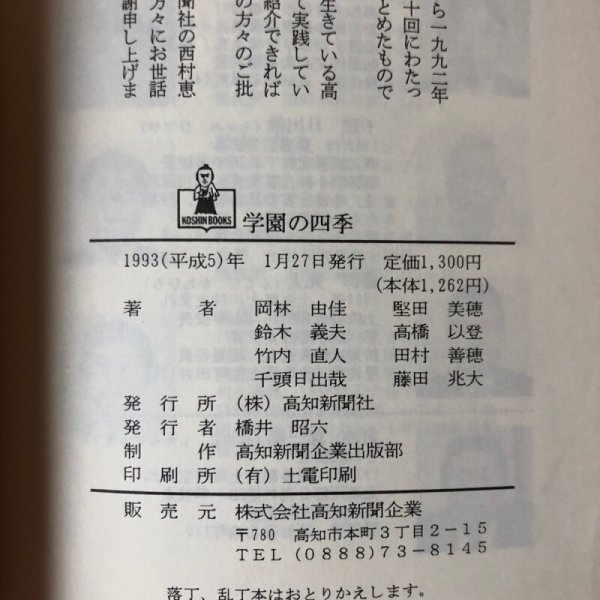 ら一九九二年
十回にわたっ
とめたもので
生きている高
て実践してい
紹介できれば
の方々のご批
聞社の西村恵
方々にお世話
謝申し上げま
KOSHIN BOOKS 学園の四季
1993(平成5)年 1月27日発行 定価1,300円
(本体1,262円)
著者 岡林 由佳 堅田 美穂
鈴木 義夫 高橋 以登
竹内 直人 田村 善穂
千頭日出哉 藤田 兆大
発行所 (株)高知新聞社
発行者 橋井 昭六
制作 高知新聞企業出版部
印刷所 (有)土電印刷
販売元 株式会社高知新聞企業
〒780 高知市本町3丁目2-15
TEL (0888)73-8145
落丁、乱丁本はおとりかえします。